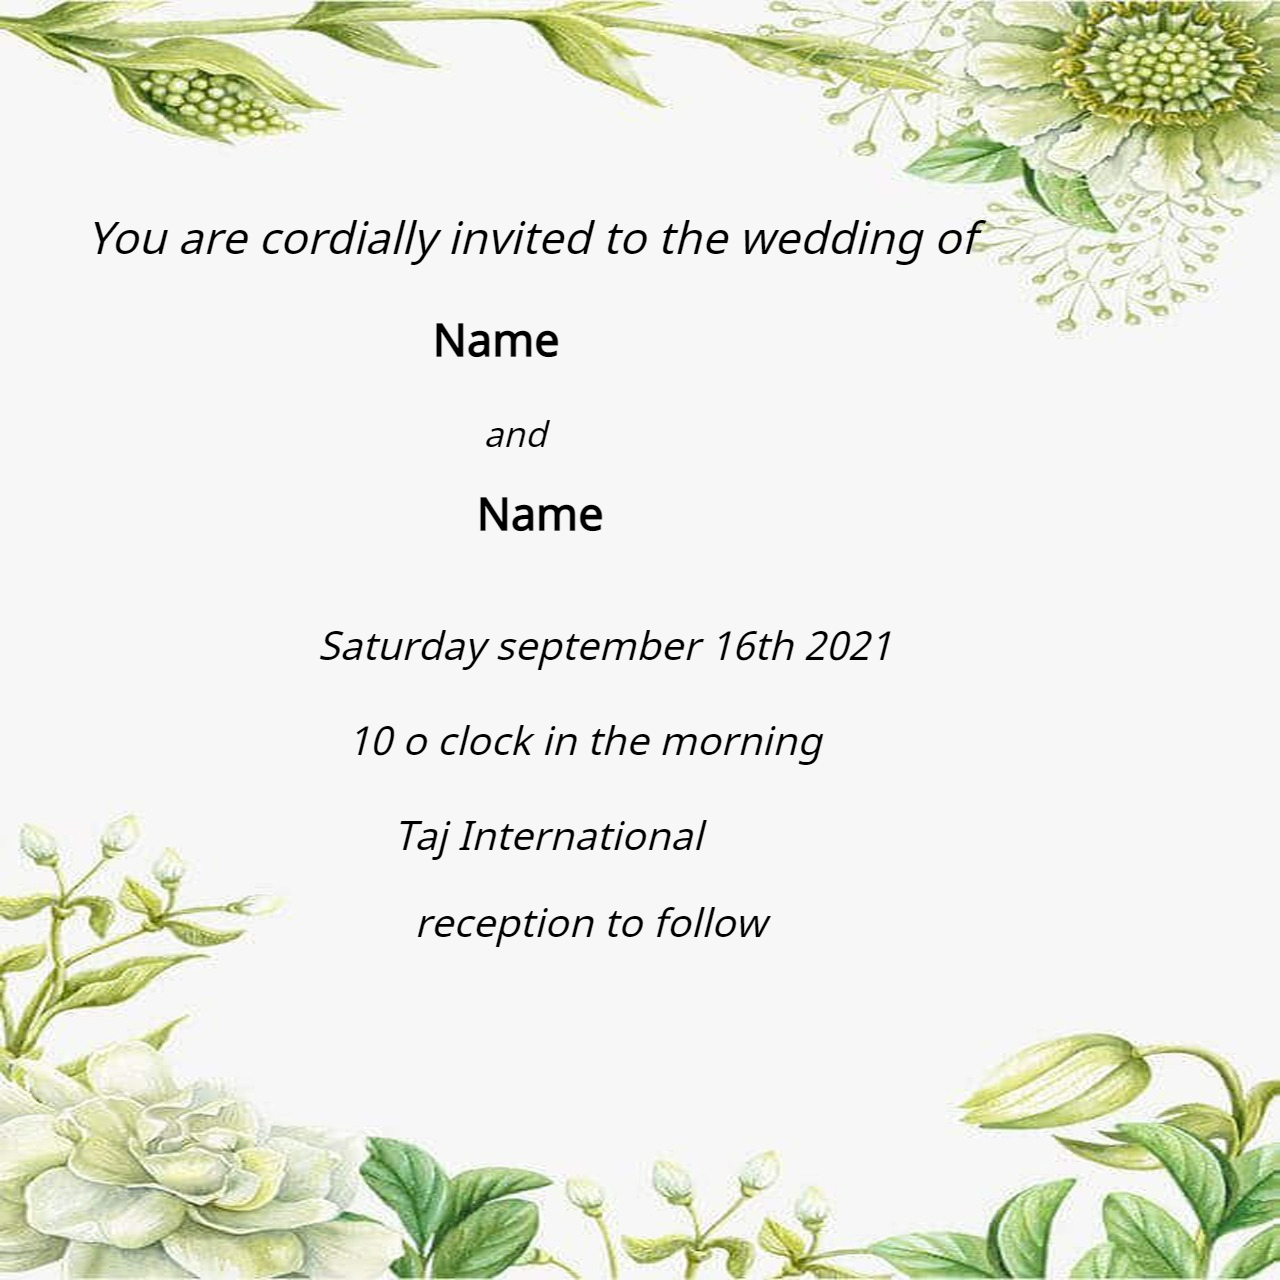 You are cordially invited to the wedding of
Name
and
Name
Saturday september 16th 2021
10 o clock in the morning
Taj International
reception to follow